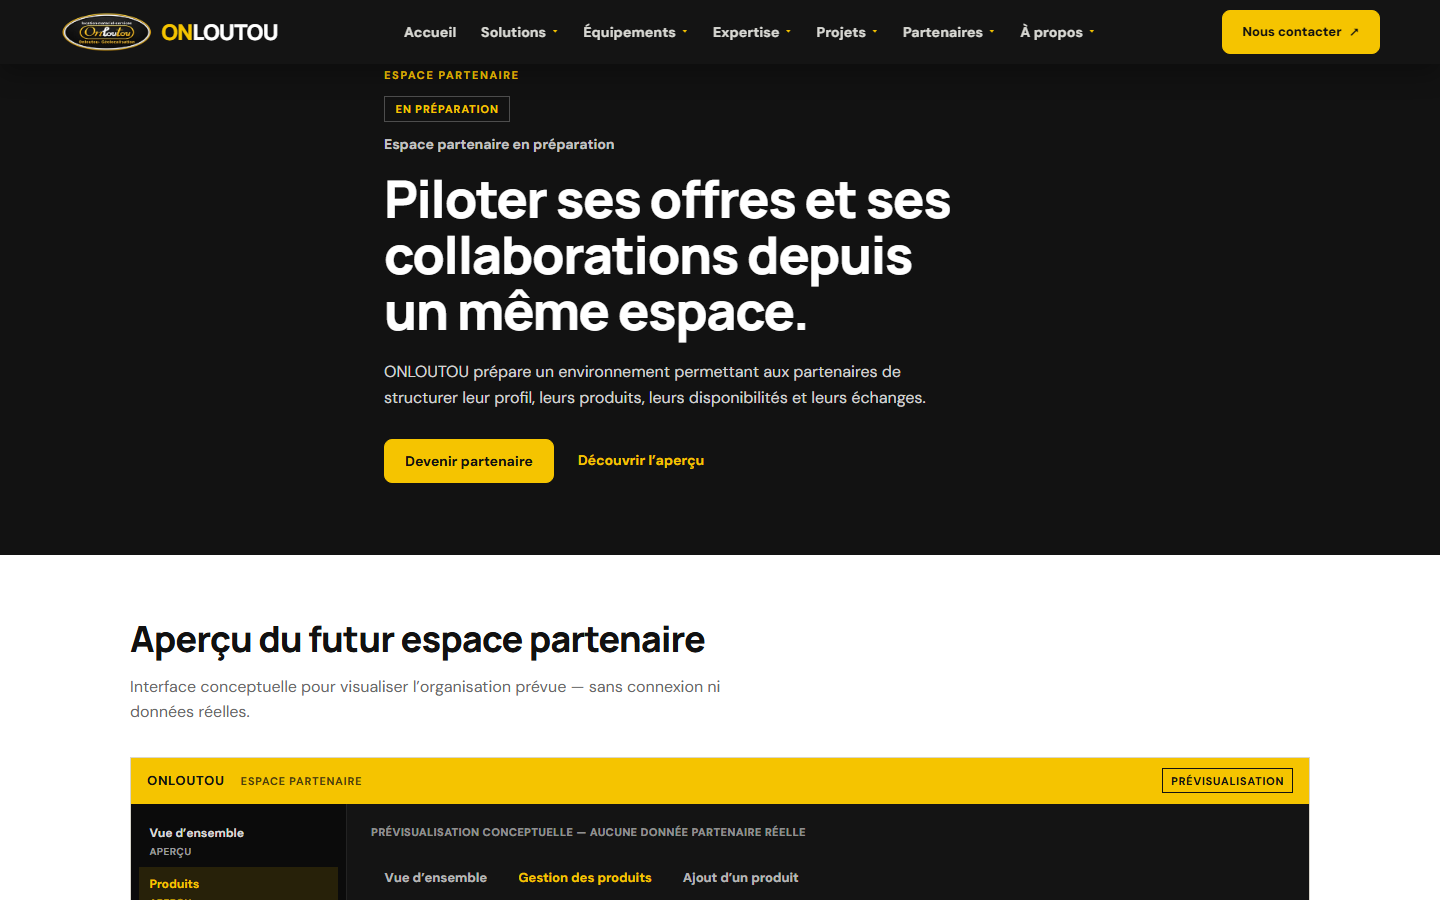 OnLoutou
ONLOUTOU
Accueil
Solutions
Équipements
Expertise
Projets
Partenaires
À propos
Nous contacter ↗
ESPACE PARTENAIRE
EN PRÉPARATION
Espace partenaire en préparation
Piloter ses offres et ses
collaborations depuis
un même espace.
ONLOUTOU prépare un environnement permettant aux partenaires de
structurer leur profil, leurs produits, leurs disponibilités et leurs échanges.
Devenir partenaire
Découvrir l’aperçu
Aperçu du futur espace partenaire
Interface conceptuelle pour visualiser l’organisation prévue — sans connexion ni
données réelles.
ONLOUTOU ESPACE PARTENAIRE
PRÉVISUALISATION
Vue d’ensemble
APERÇU
Produits
PRÉVISUALISATION CONCEPTUELLE — AUCUNE DONNÉE PARTENAIRE RÉELLE
Vue d’ensemble
Gestion des produits
Ajout d’un produit